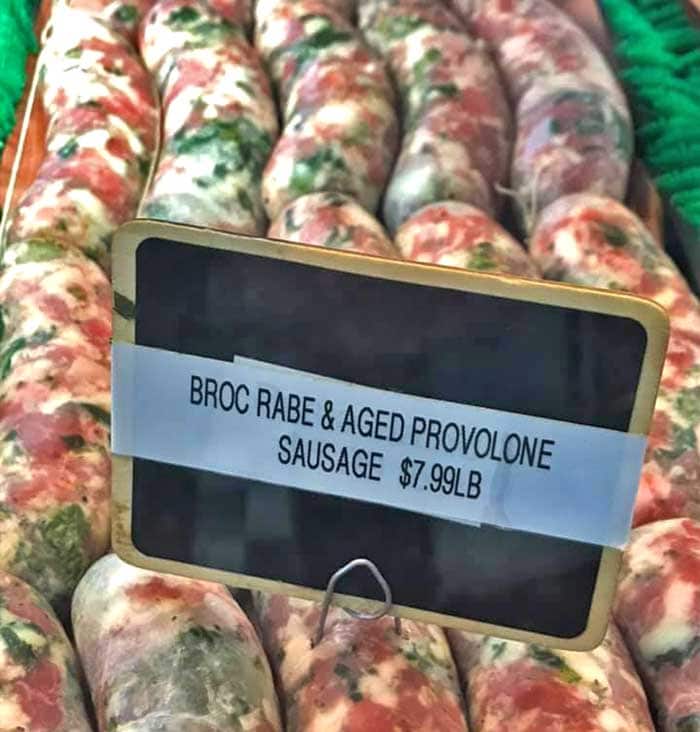 BROC RABE & AGED PROVOLONE
SAUSAGE $7.99LB